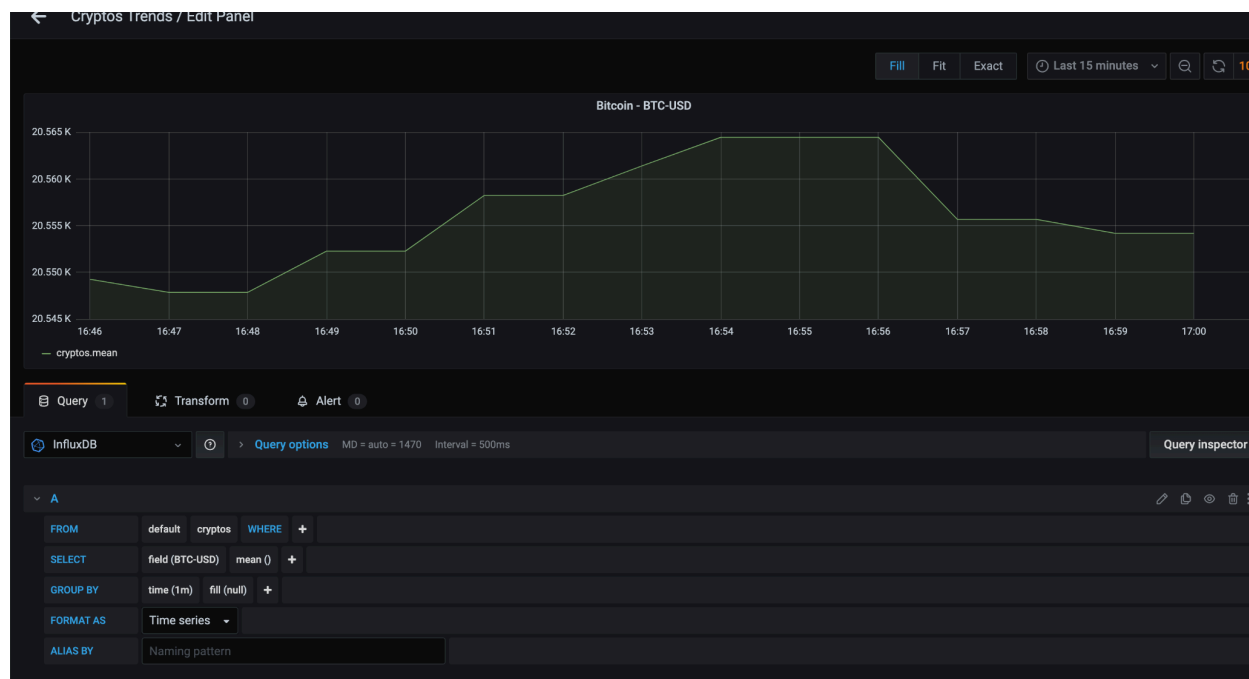 Cryptos Trends / Edit Panel
Fill Fit Exact Last 15 minutes 10
Bitcoin - BTC-USD
20.565 K
20.560 K
20.555 K
20.550 K
20.545 K
16:46 16:47 16:48 16:49 16:50 16:51 16:52 16:53 16:54 16:55 16:56 16:57 16:58 16:59 17:00
cryptos.mean
Query 1 Transform 0 Alert 0
InfluxDB Query options MD = auto = 1470 Interval = 500ms Query inspector
A
FROM default cryptos WHERE +
SELECT field (BTC-USD) mean () +
GROUP BY time (1m) fill (null) +
FORMAT AS Time series
ALIAS BY Naming pattern